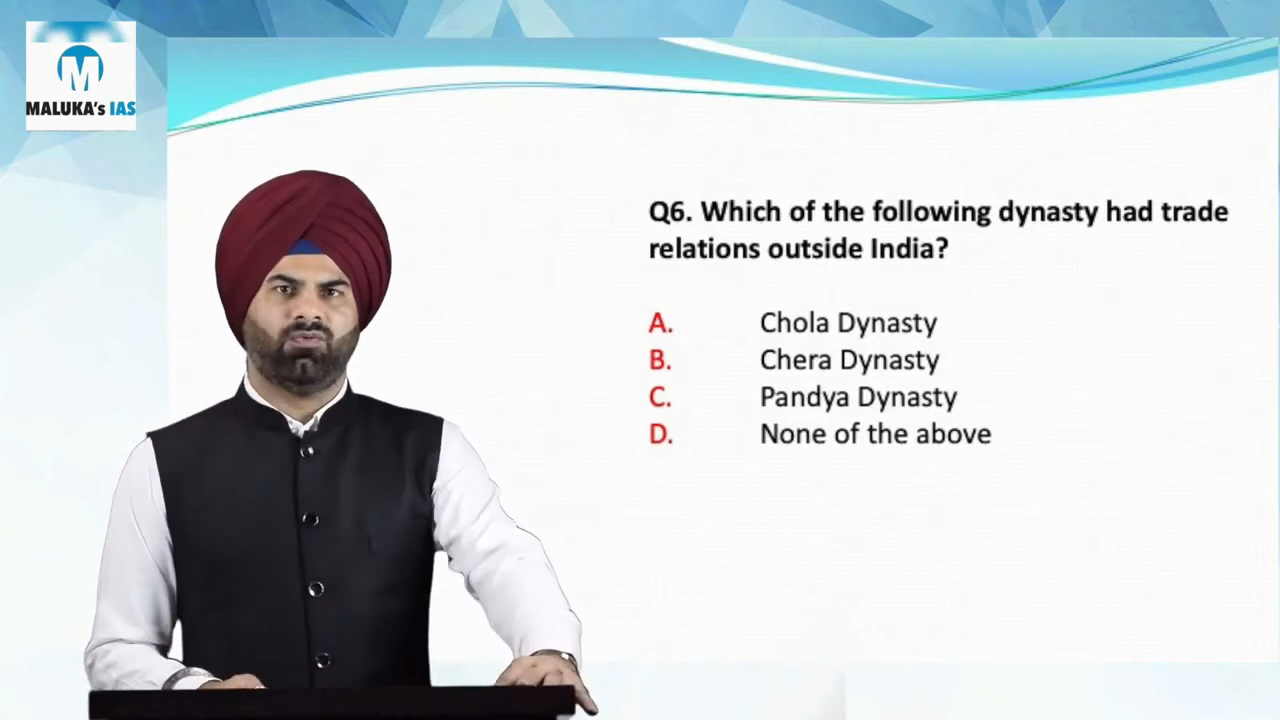 M
MALUKA's IAS
Q6. Which of the following dynasty had trade
relations outside India?
A. Chola Dynasty
B. Chera Dynasty
C. Pandya Dynasty
D. None of the above